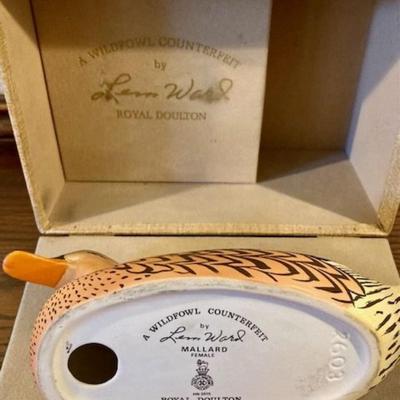 A WILDFOWL COUNTERFEIT
by
Lem Ward
ROYAL DOULTON
A WILDFOWL COUNTERFEIT
by
Lem Ward
MALLARD
FEMALE
ROYAL DOULTON
2603